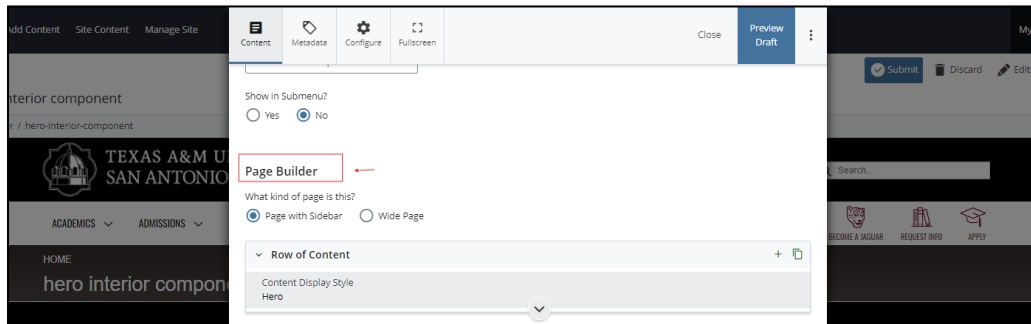 Add Content Site Content Manage Site
Content Metadata Configure Fullscreen Close Preview Draft My
Submit Discard Edit
Show in Submenu?
Yes No
interior component
/ hero-interior-component
TEXAS A&M U
SAN ANTONIO
Search...
Page Builder
What kind of page is this?
Page with Sidebar Wide Page
ACADEMICS ADMISSIONS
BECOME A JAGUAR REQUEST INFO APPLY
Row of Content
HOME
hero interior compon
Content Display Style
Hero